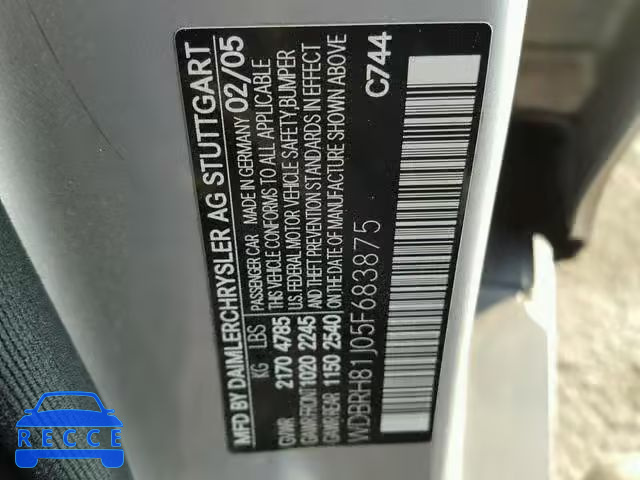 MFD BY DAIMLERCHRYSLER AG STUTTGART
KG LBS PASSENGER CAR MADE IN GERMANY 02/05
GVWR 2170 4785 THIS VEHICLE CONFORMS TO ALL APPLICABLE
GAWR/FRONT 1020 2245 U.S. FEDERAL MOTOR VEHICLE SAFETY,BUMPER
AND THEFT PREVENTION STANDARDS IN EFFECT
GAWR/REAR 1150 2540 ON THE DATE OF MANUFACTURE SHOWN ABOVE
WDBRH81J05F683875
C744
RECCE